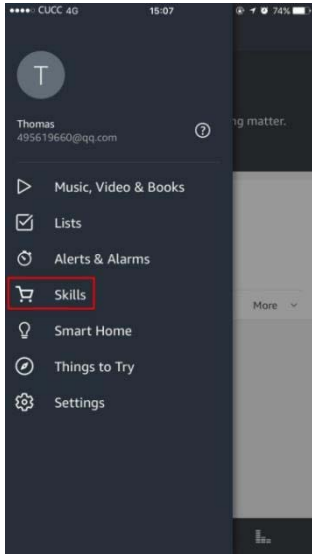 CUCC 4G 15:07 74%
T
Thomas
495619660@qq.com
ng matter.
Music, Video & Books
Lists
Alerts & Alarms
Skills
More
Smart Home
Things to Try
Settings